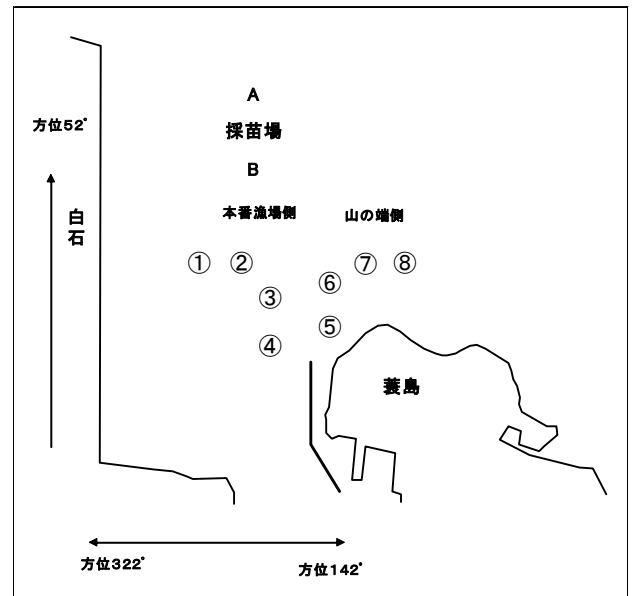 A
方位52°
採苗場
B
白石
本番漁場側
山の端側
① ② ⑦ ⑧
⑥
③
⑤
④
蓑島
方位322°
方位142°